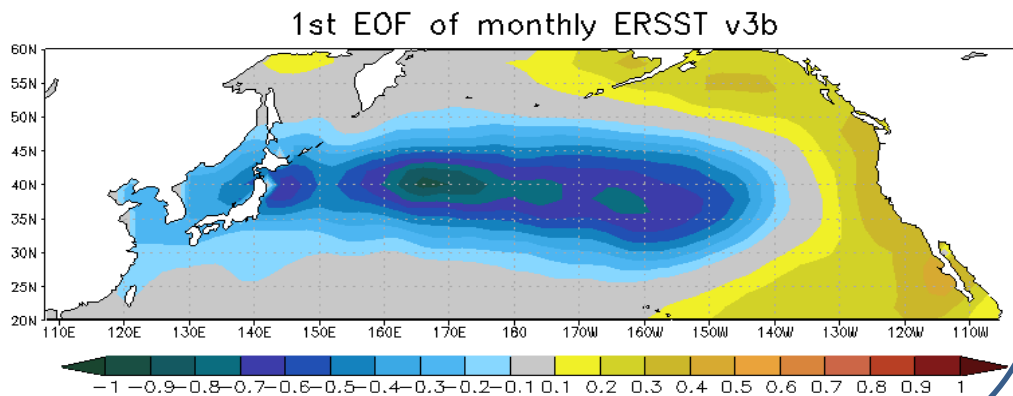 1st EOF of monthly ERSST v3b
60N
55N
50N
45N
40N
35N
30N
25N
20N
110E 120E 130E 140E 150E 160E 170E 180 170W 160W 150W 140W 130W 120W 110W
-1 -0.9 -0.8 -0.7 -0.6 -0.5 -0.4 -0.3 -0.2 -0.1 0.1 0.2 0.3 0.4 0.5 0.6 0.7 0.8 0.9 1